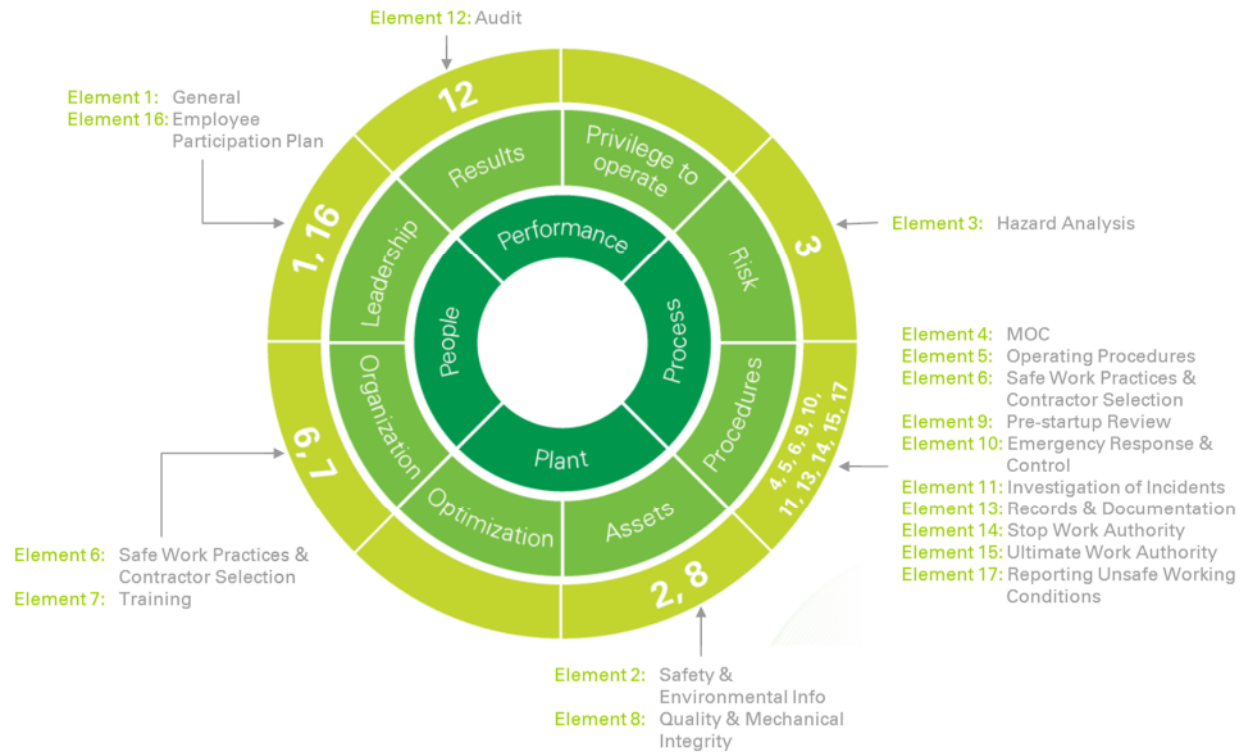 Element 12: Audit
Element 1: General
Element 16: Employee
Participation Plan
12
Results
Privilege to
operate
1, 16
Leadership
Performance
Risk
3
Element 3: Hazard Analysis
People
Process
Organization
Plant
Procedures
6, 7
Optimization
Assets
4, 5, 6, 9, 10,
11, 13, 14, 15, 17
2, 8
Element 4: MOC
Element 5: Operating Procedures
Element 6: Safe Work Practices &
Contractor Selection
Element 9: Pre-startup Review
Element 10: Emergency Response &
Control
Element 11: Investigation of Incidents
Element 13: Records & Documentation
Element 14: Stop Work Authority
Element 15: Ultimate Work Authority
Element 17: Reporting Unsafe Working
Conditions
Element 6: Safe Work Practices &
Contractor Selection
Element 7: Training
Element 2: Safety &
Environmental Info
Element 8: Quality & Mechanical
Integrity